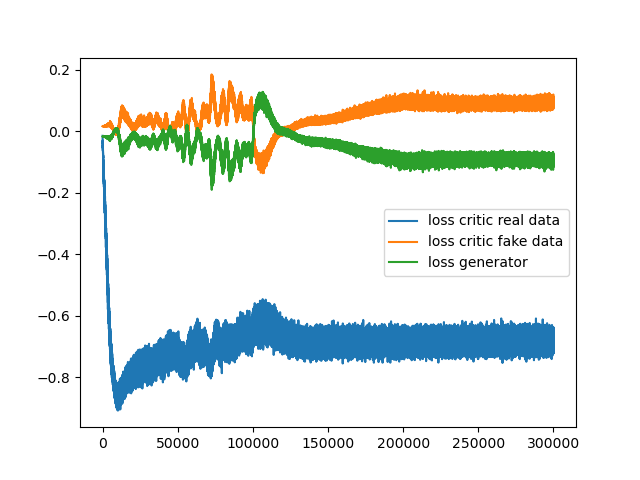 0.2
0.0
−0.2
−0.4
−0.6
−0.8
loss critic real data
loss critic fake data
loss generator
0 50000 100000 150000 200000 250000 300000